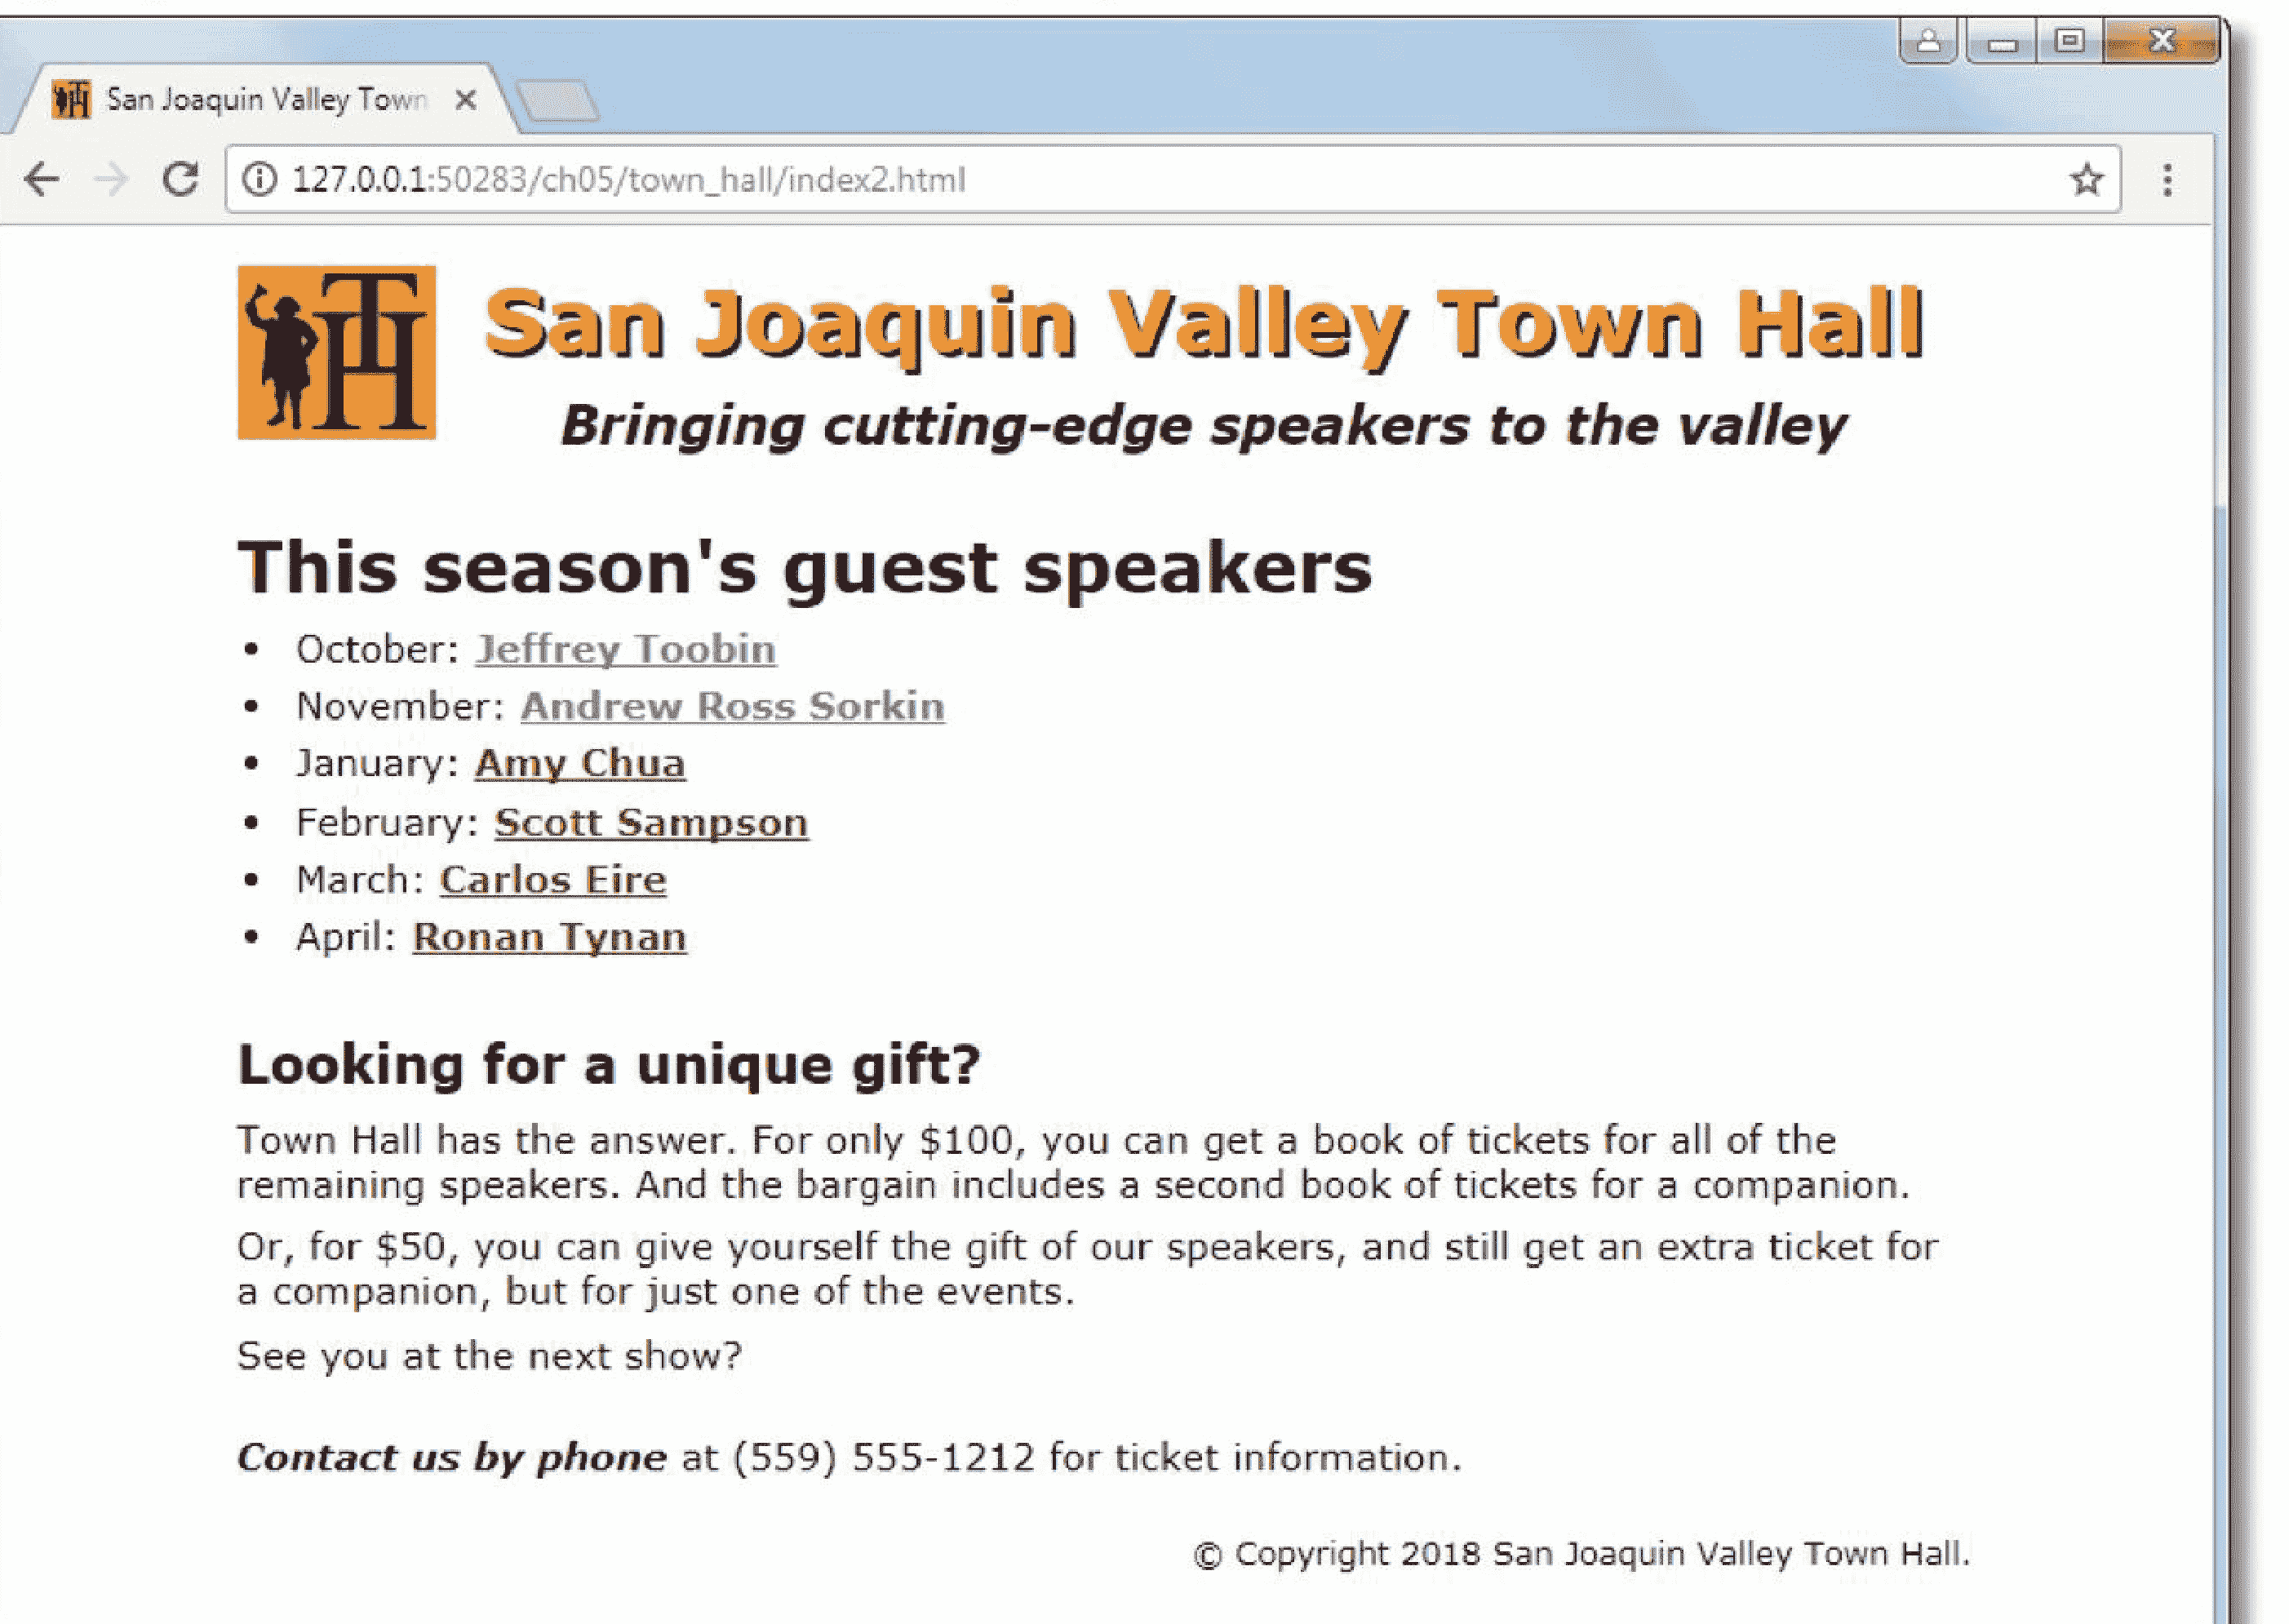 San Joaquin Valley Town
127.0.0.1:50283/ch05/town_hall/index2.html
TH
San Joaquin Valley Town Hall
Bringing cutting-edge speakers to the valley
This season's guest speakers
• October: Jeffrey Toobin
• November: Andrew Ross Sorkin
• January: Amy Chua
• February: Scott Sampson
• March: Carlos Eire
• April: Ronan Tynan
Looking for a unique gift?
Town Hall has the answer. For only $100, you can get a book of tickets for all of the
remaining speakers. And the bargain includes a second book of tickets for a companion.
Or, for $50, you can give yourself the gift of our speakers, and still get an extra ticket for
a companion, but for just one of the events.
See you at the next show?
Contact us by phone at (559) 555-1212 for ticket information.
© Copyright 2018 San Joaquin Valley Town Hall.